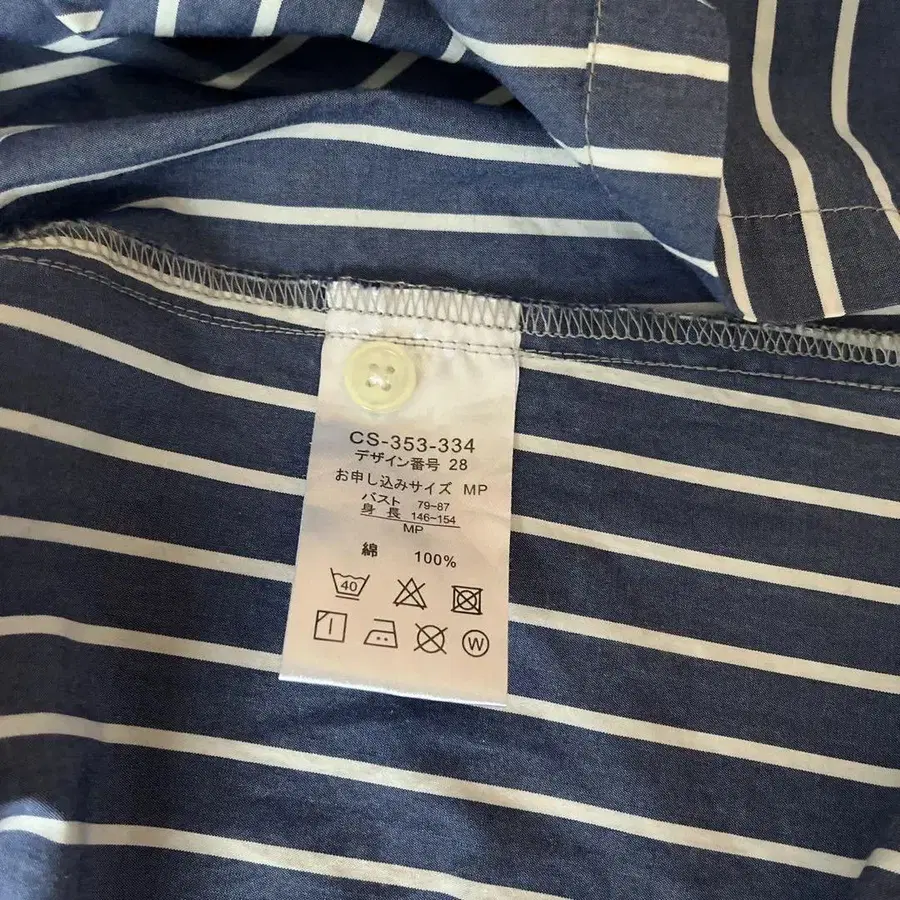 CS-353-334
デザイン番号 28
お申し込みサイズ MP
バスト 79-87
身長 146-154
MP
綿 100%
40
W